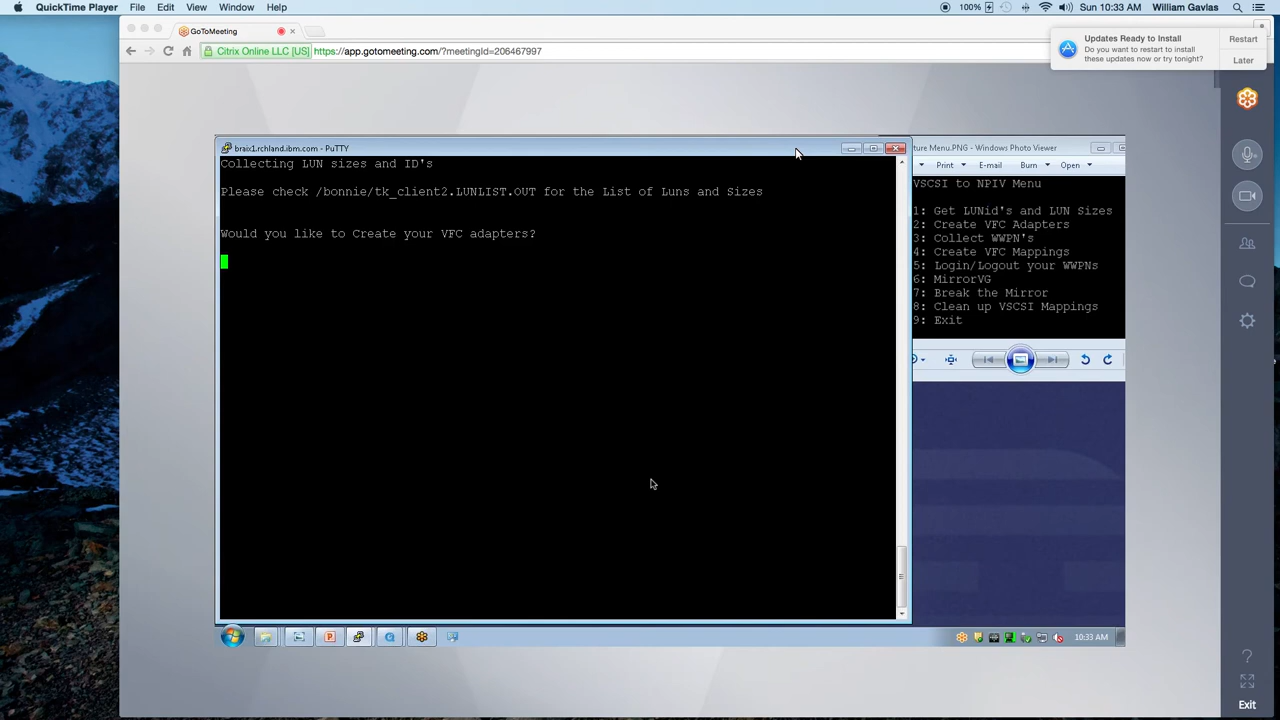 QuickTime Player File Edit View Window Help
100% Sun 10:33 AM William Gavlas
GoToMeeting
Citrix Online LLC [US] https://app.gotomeeting.com/?meetingId=206467997
Updates Ready to Install
Do you want to restart to install
these updates now or try tonight?
Restart
Later
braix1.rchland.ibm.com - PuTTY
Collecting LUN sizes and ID's
Please check /bonnie/tk_client2.LUNLIST.OUT for the List of Luns and Sizes
Would you like to Create your VFC adapters?
ture Menu.PNG - Windows Photo Viewer
Print E-mail Burn Open
VSCSI to NPIV Menu
1: Get LUNid's and LUN Sizes
2: Create VFC Adapters
3: Collect WWPN's
4: Create VFC Mappings
5: Login/Logout your WWPNs
6: MirrorVG
7: Break the Mirror
8: Clean up VSCSI Mappings
9: Exit
10:33 AM
Exit